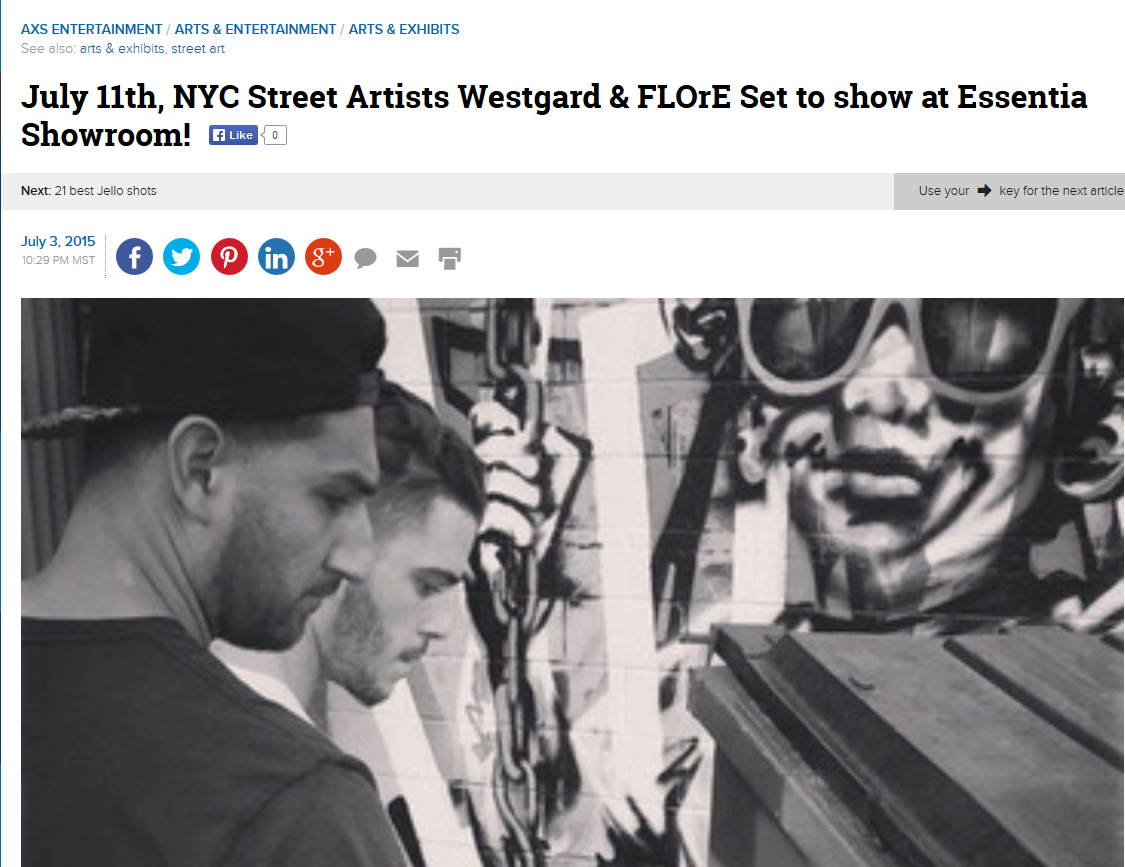 AXS ENTERTAINMENT / ARTS & ENTERTAINMENT / ARTS & EXHIBITS
See also: arts & exhibits, street art
July 11th, NYC Street Artists Westgard & FLOrE Set to show at Essentia
Showroom! Like 0
Next: 21 best Jello shots
Use your key for the next article
July 3, 2015
10:29 PM MST